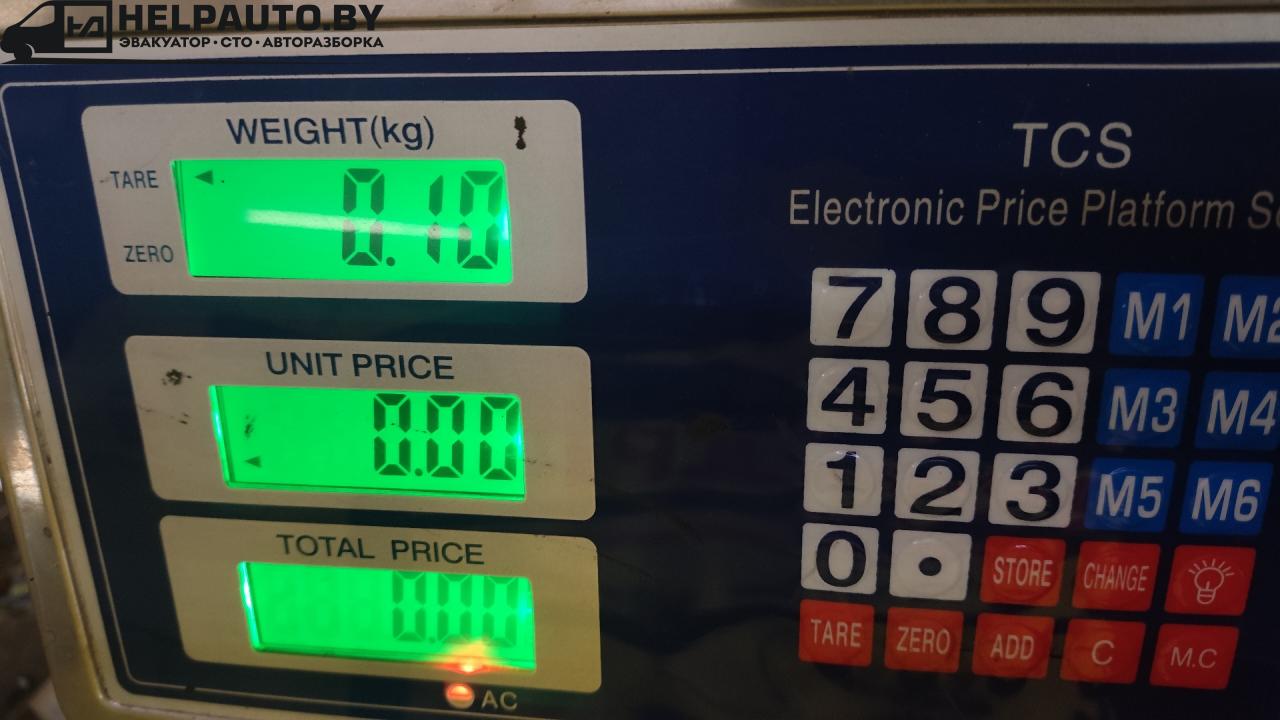 HELPAUTO.BY
ЭВАКУАТОР·СТО·АВТОРАЗБОРКА
WEIGHT(kg)
TARE
0.10
ZERO
UNIT PRICE
0.00
TOTAL PRICE
0.00
AC
TCS
Electronic Price Platform
7 8 9 M1
4 5 6 M3 M4
1 2 3 M5 M6
0 • STORE CHANGE
TARE ZERO ADD C M.C